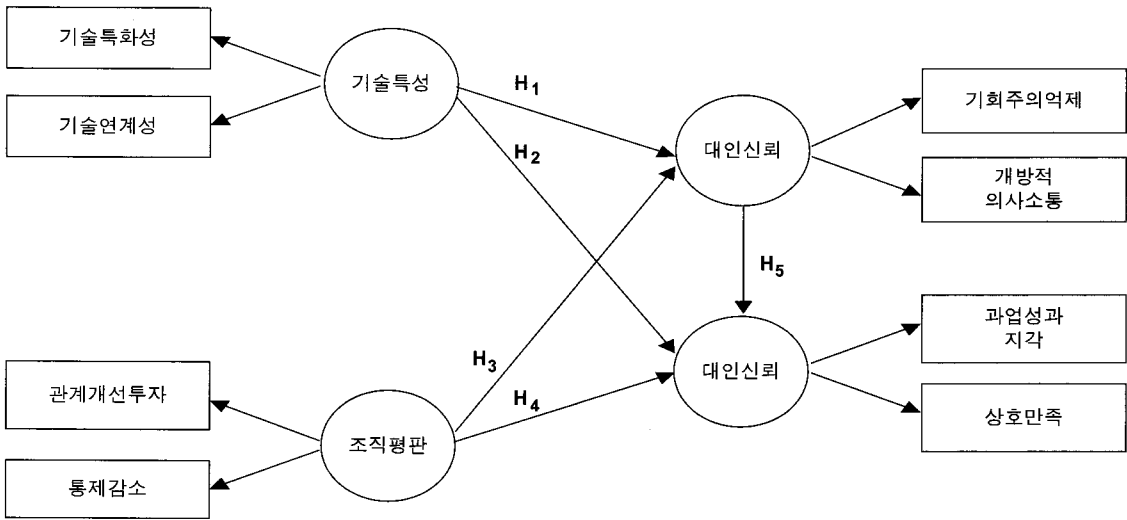 기술특화성
기술연계성
기술특성
H1
H2
대인신뢰
기회주의억제
개방적
의사소통
H5
H3
H4
대인신뢰
과업성과
지각
상호만족
관계개선투자
통제감소
조직평판